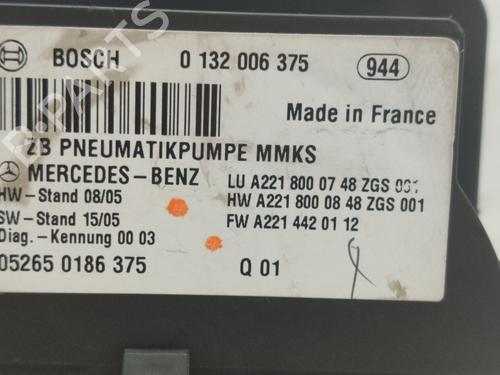 BOSCH 0 132 006 375 944
Made in France
ZB PNEUMATIKPUMPE MMKS
MERCEDES-BENZ LU A221 800 07 48 ZGS 001
HW-Stand 08/05 HW A221 800 08 48 ZGS 001
SW-Stand 15/05 FW A221 442 01 12
Diag.-Kennung 00 03
05265 0186 375 Q 01
B-PARTS